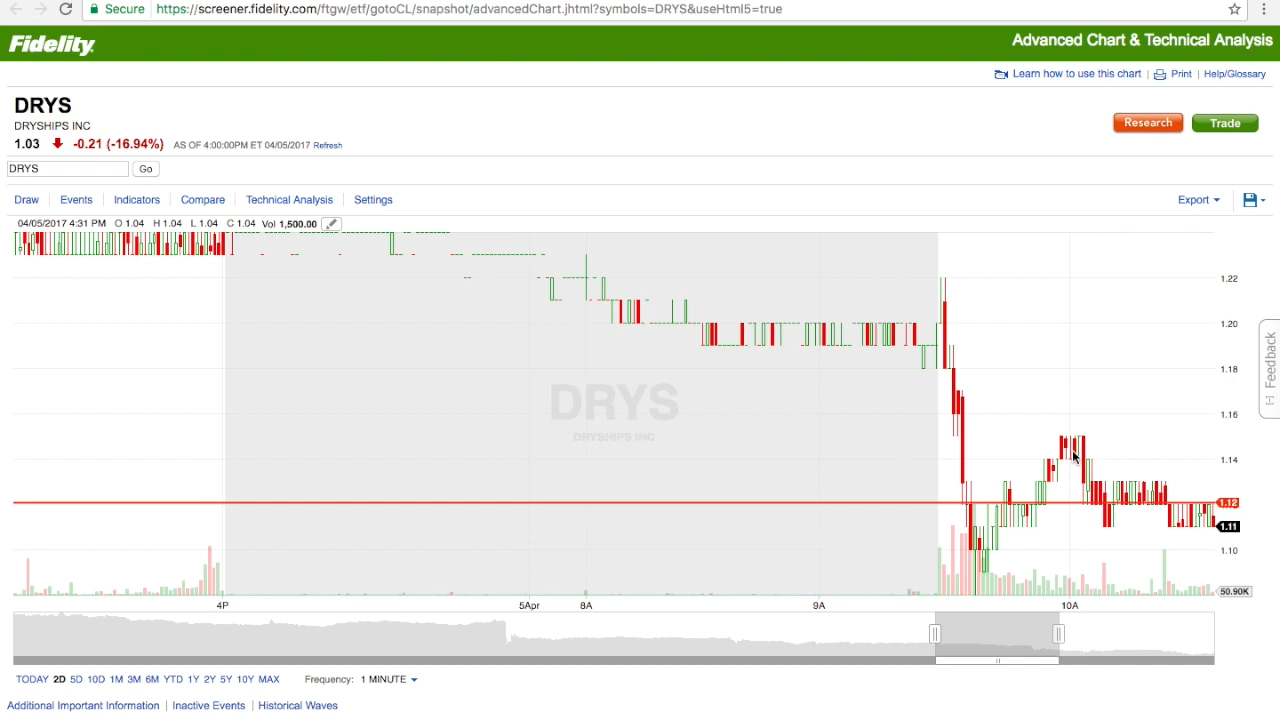 Secure https://screener.fidelity.com/ftgw/etf/gotoCL/snapshot/advancedChart.jhtml?symbols=DRYS&useHtml5=true
Fidelity Advanced Chart & Technical Analysis
Learn how to use this chart | Print | Help/Glossary
DRYS
DRYSHIPS INC
Research Trade
1.03 -0.21 (-16.94%) AS OF 4:00:00PM ET 04/05/2017 Refresh
DRYS Go
Draw Events Indicators Compare Technical Analysis Settings Export
04/05/2017 4:31 PM O 1.04 H 1.04 L 1.04 C 1.04 Vol 1,500.00
1.22
1.20
1.18
1.16
1.14
1.12
1.11
1.10
50.90K
DRYS
DRYSHIPS INC
[-] Feedback
4P 5Apr 8A 9A 10A
TODAY 2D 5D 10D 1M 3M 6M YTD 1Y 2Y 5Y 10Y MAX Frequency: 1 MINUTE
Additional Important Information | Inactive Events | Historical Waves